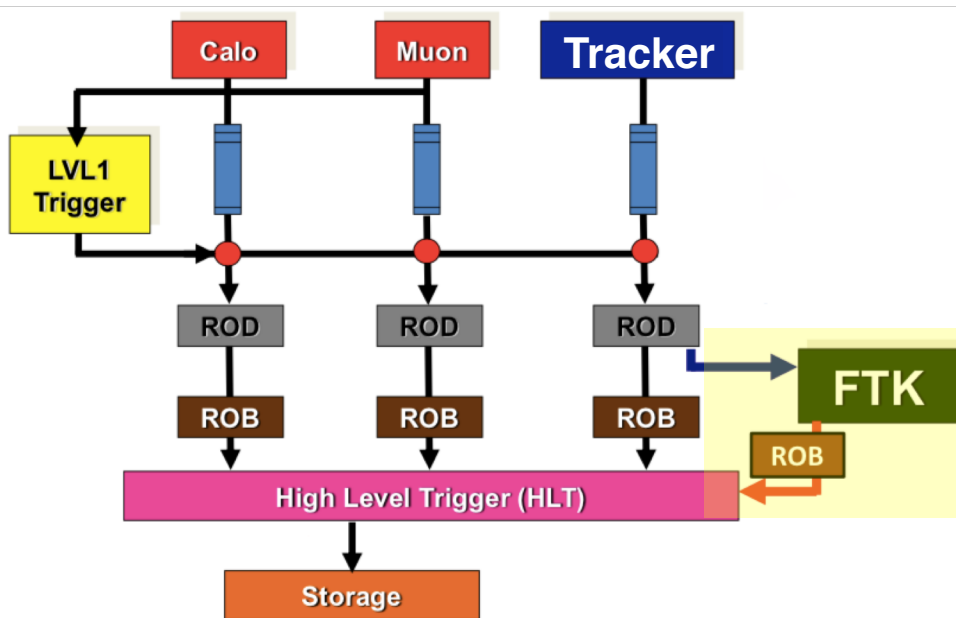 Calo
Muon
Tracker
LVL1
Trigger
ROD
ROD
ROD
FTK
ROB
ROB
ROB
ROB
High Level Trigger (HLT)
Storage